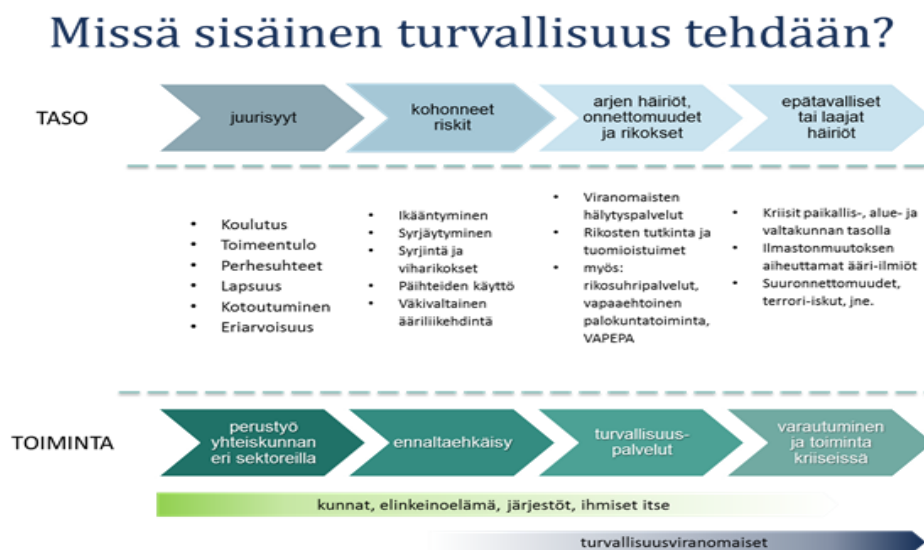 Missä sisäinen turvallisuus tehdään?
TASO
juurisyyt
kohonneet
riskit
arjen häiriöt,
onnettomuudet
ja rikokset
epätavalliset
tai laajat
häiriöt
• Koulutus
• Toimeentulo
• Perhesuhteet
• Lapsuus
• Kotoutuminen
• Eriarvoisuus
• Ikääntyminen
• Syrjäytyminen
• Syrjintä ja
viharikokset
• Päihteiden käyttö
• Väkivaltainen
ääriliikehdintä
• Viranomaisten
hälytyspalvelut
• Rikosten tutkinta ja
tuomioistuimet
• myös:
rikosuhripalvelut,
vapaaehtoinen
palokuntatoiminta,
VAPEPA
• Kriisit paikallis-, alue- ja
valtakunnan tasolla
• Ilmastonmuutoksen
aiheuttamat ääri-ilmiöt
• Suuronnettomuudet,
terrori-iskut, jne.
TOIMINTA
perustyö
yhteiskunnan
eri sektoreilla
ennaltaehkäisy
turvallisuus-
palvelut
varautuminen
ja toiminta
kriiseissä
kunnat, elinkeinoelämä, järjestöt, ihmiset itse
turvallisuusviranomaiset